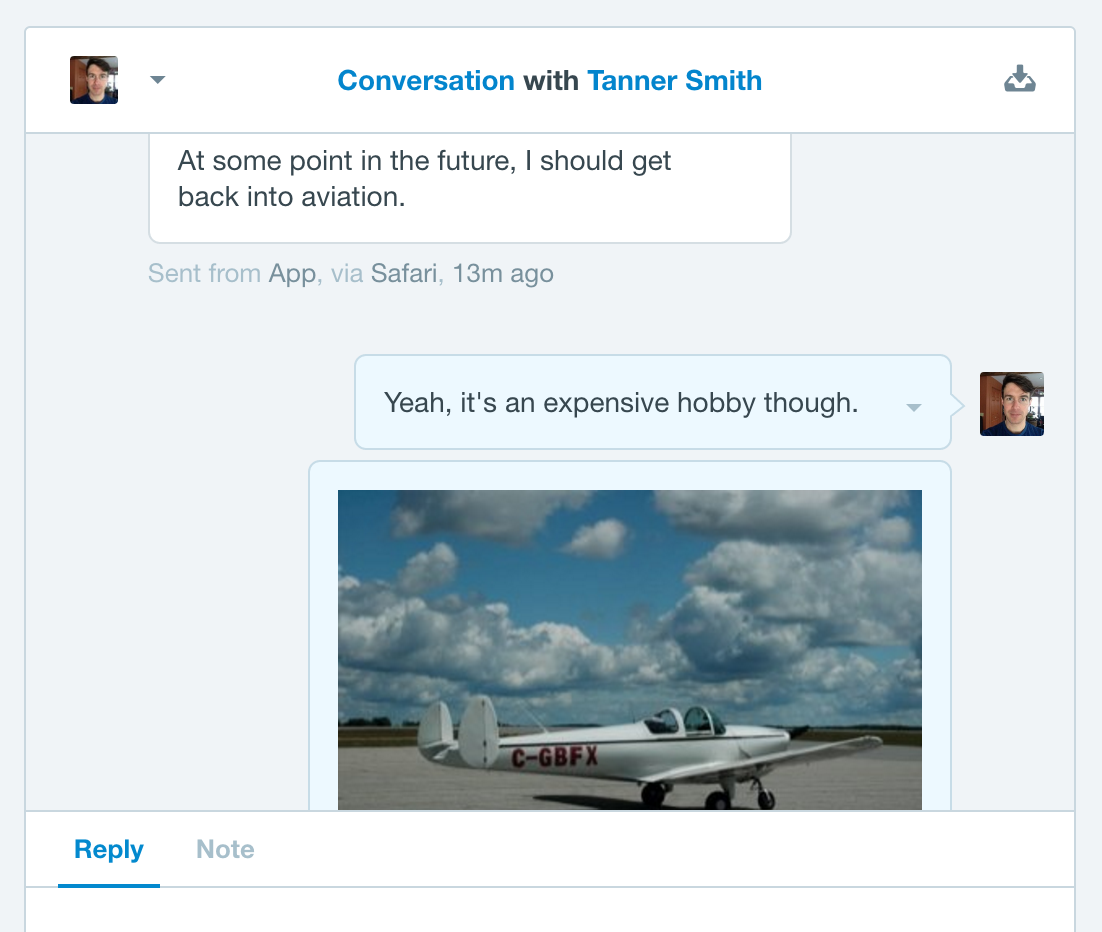 Conversation with Tanner Smith
At some point in the future, I should get
back into aviation.
Sent from App, via Safari, 13m ago
Yeah, it's an expensive hobby though.
C-GBFX
Reply Note